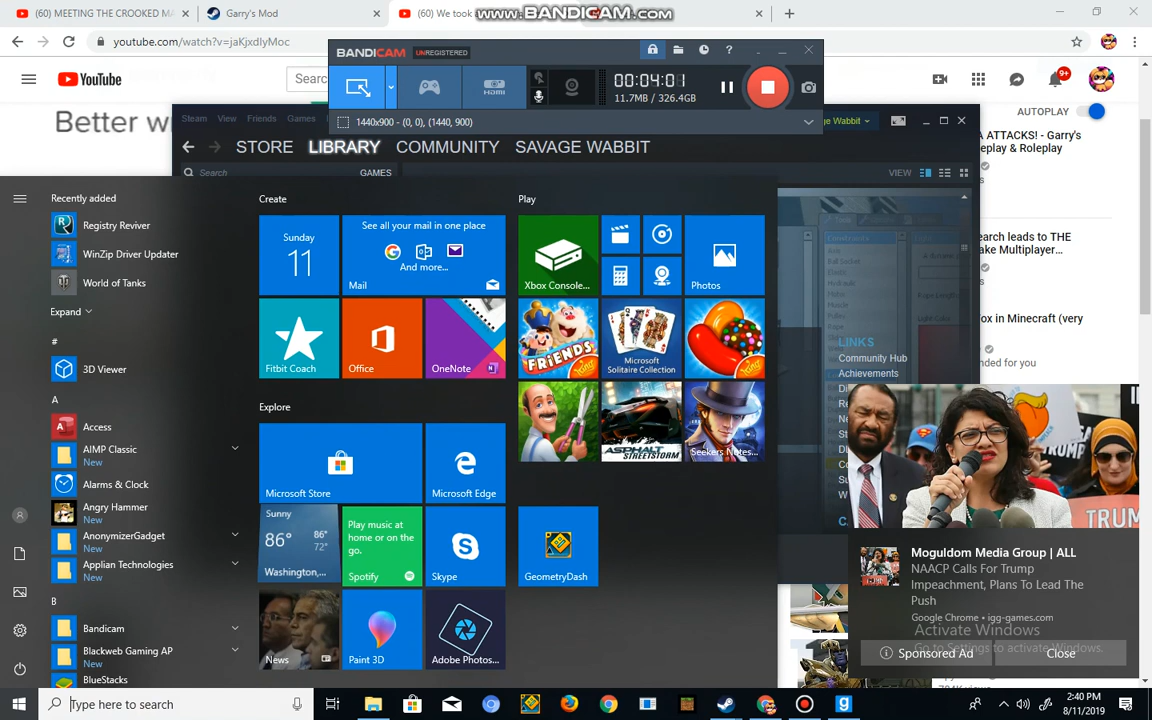 (60) MEETING THE CROOKED MA
Garry's Mod
(60) We took
www.BANDICAM.com
youtube.com/watch?v=jaKjxdIyMoc
YouTube
Searc
9+
Better w
AUTOPLAY
BANDICAM
UNREGISTERED
00:04:01
11.7MB / 326.4GB
HDMI
1440x900 - (0, 0), (1440, 900)
Steam View Friends Games
ge Wabbit
STORE LIBRARY COMMUNITY SAVAGE WABBIT
Search GAMES
VIEW
A ATTACKS! - Garry's
eplay & Roleplay
earch leads to THE
ake Multiplayer...
ox in Minecraft (very
nded for you
Recently added
Registry Reviver
WinZip Driver Updater
World of Tanks
Expand
#
3D Viewer
A
Access
AIMP Classic
New
Alarms & Clock
Angry Hammer
New
AnonymizerGadget
New
Applian Technologies
New
B
Bandicam
Blackweb Gaming AP
New
BlueStacks
Create
Sunday
11
See all your mail in one place
And more...
Mail
Fitbit Coach
Office
OneNote
Explore
Microsoft Store
Microsoft Edge
Sunny
86°
86°
72°
Washington,...
Play music at
home or on the
go.
Spotify
Skype
News
Paint 3D
Adobe Photos...
Play
Xbox Console...
Photos
FRiENDS
Microsoft
Solitaire Collection
ASPHALT
STREETSTORM
Seekers Notes...
GeometryDash
LINKS
Community Hub
Achievements
TRUMP
TRUM
Moguldom Media Group | ALL
NAACP Calls For Trump
Impeachment, Plans To Lead The
Push
Google Chrome • igg-games.com
Activate Windows
Go to Settings to activate Windows.
Sponsored Ad
Close
Type here to search
2:40 PM
8/11/2019